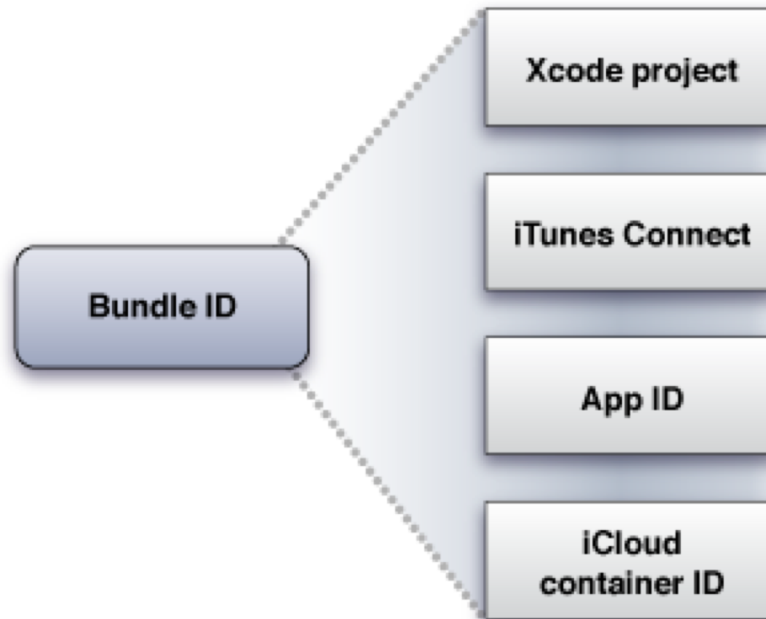 Xcode project
iTunes Connect
Bundle ID
App ID
iCloud
container ID